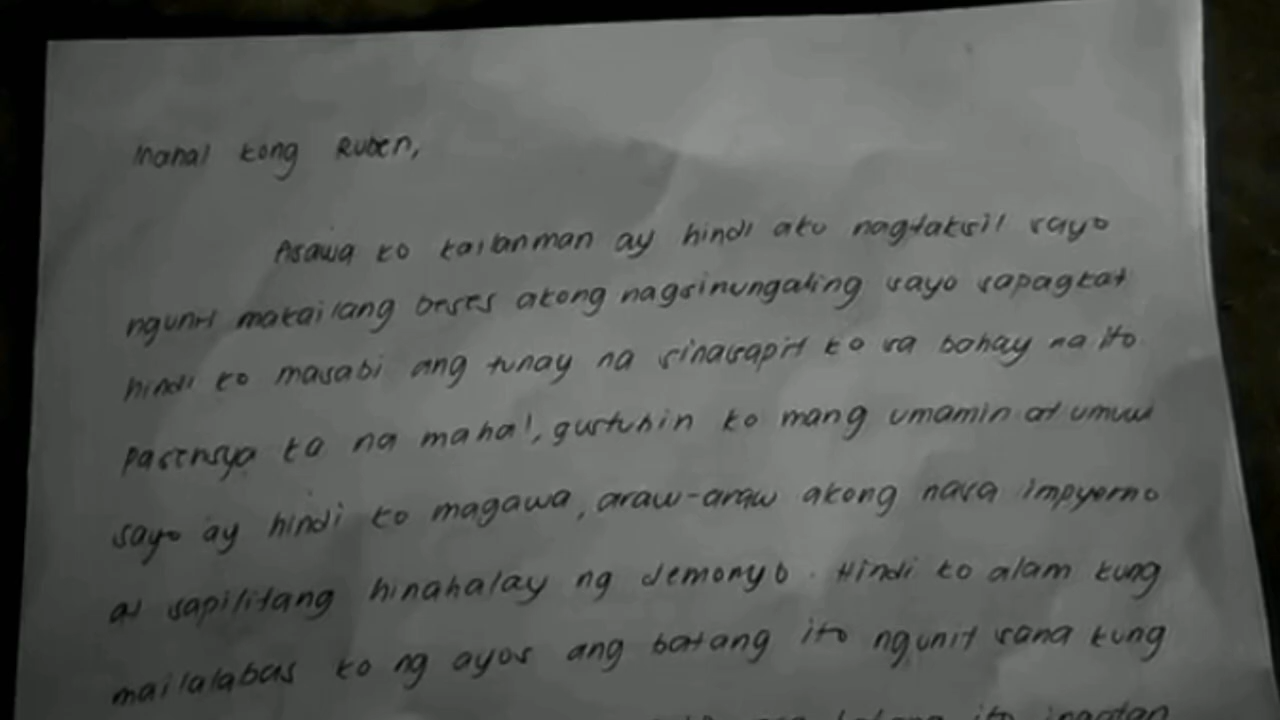 Mahal kong Ruben,
Asawa ko kailanman ay hindi ako nagtaksil sayo
ngunit makailang beses akong nagsinungaling sayo sapagkat
hindi ko masabi ang tunay na sinasapit ko sa bahay na ito
Pasensya ka na mahal, gustuhin ko mang umamin at umuwi
sayo ay hindi ko magawa, araw-araw akong nasa impyerno
at sapilitang hinahalay ng demonyo. Hindi ko alam kung
mailalabas ko ng ayos ang batang ito ngunit sana kung
batang ito ingatan